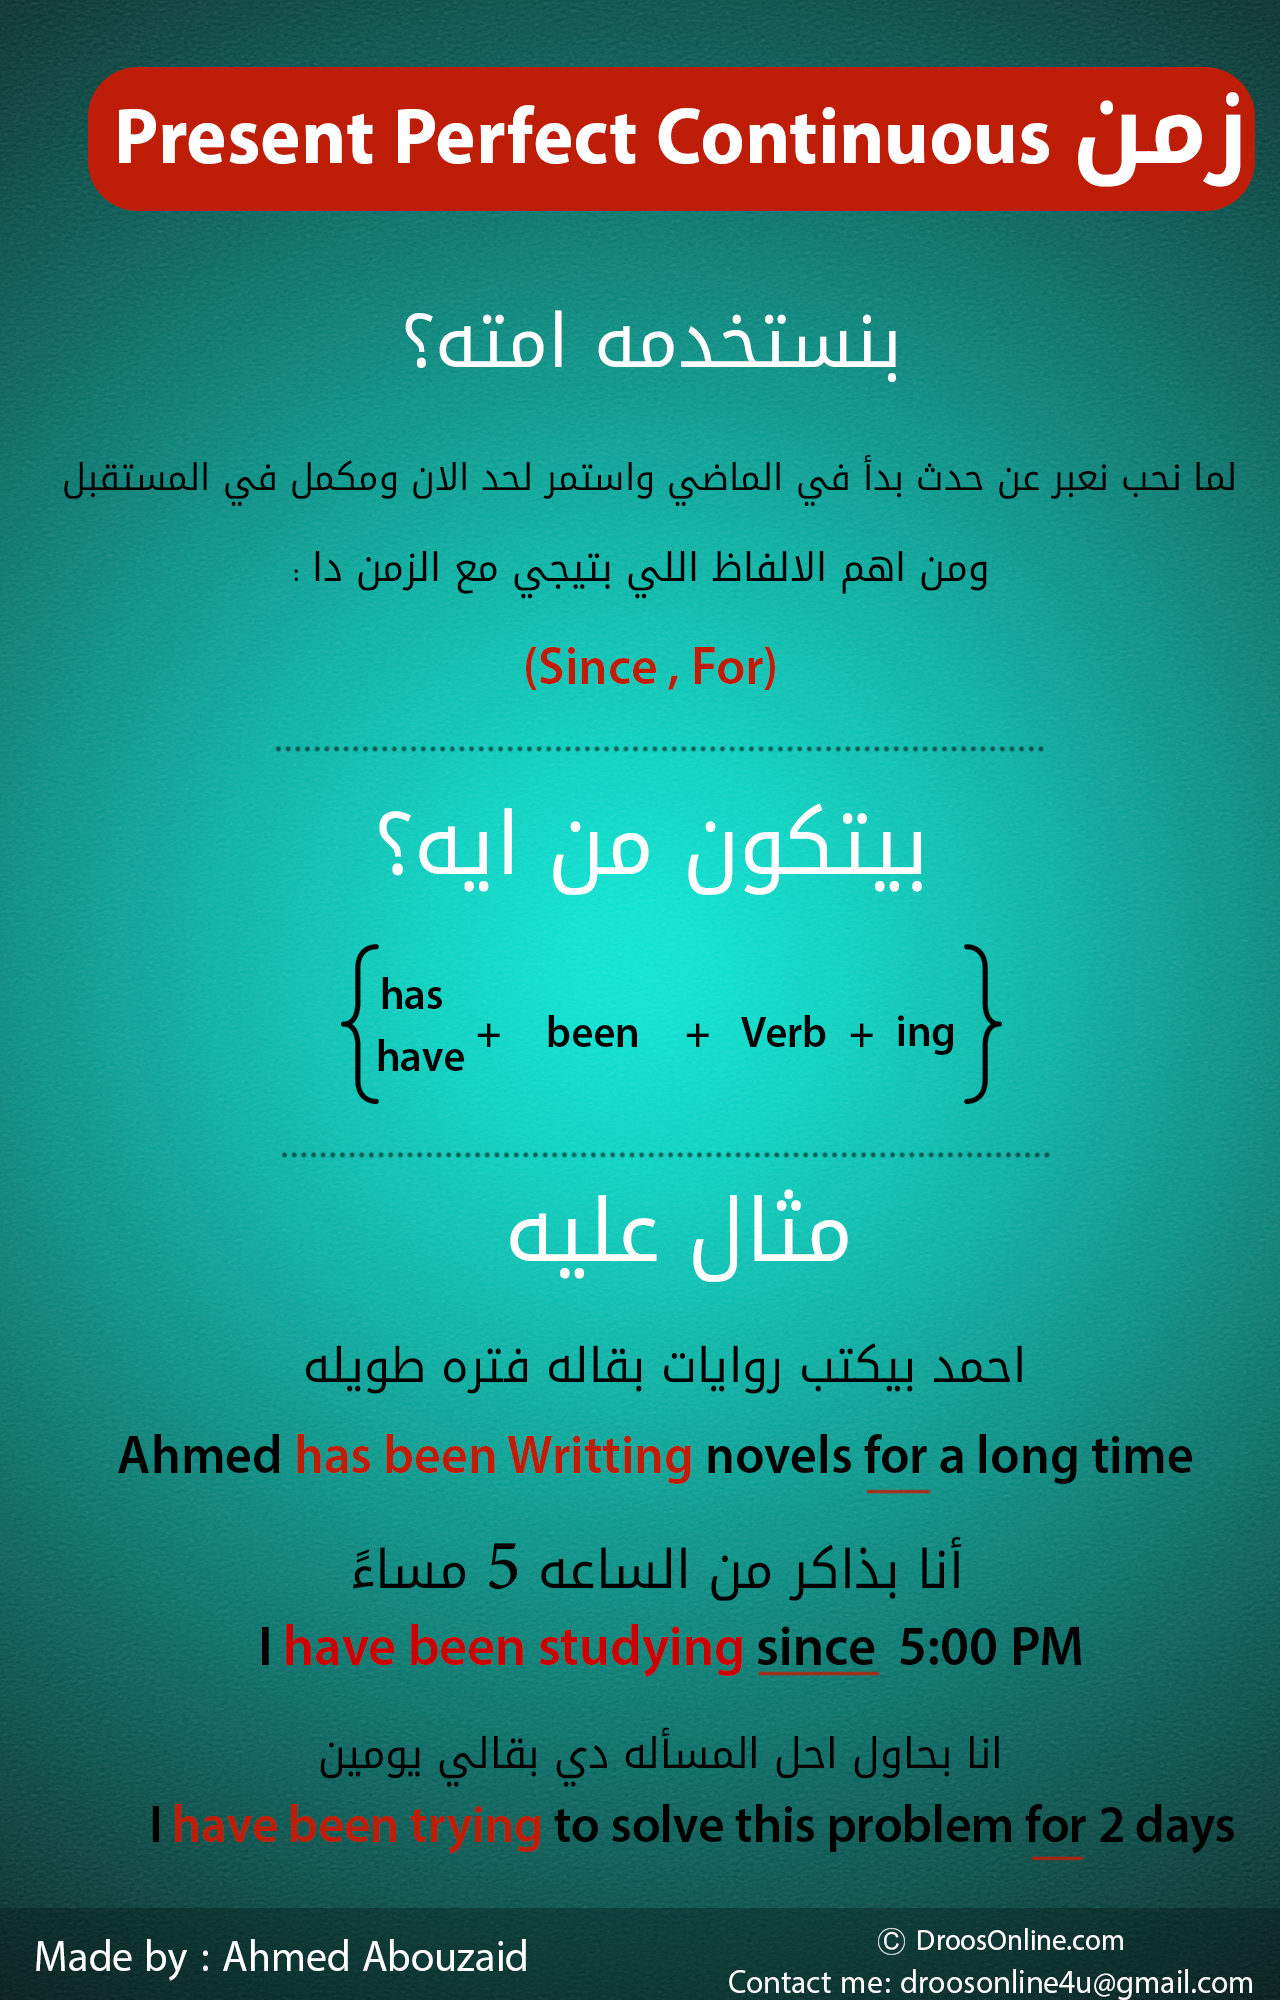 زمن Present Perfect Continuous
بنستخدمه امته؟
لما نحب نعبر عن حدث بدأ في الماضي واستمر لحد الان ومكمل في المستقبل
ومن اهم الالفاظ اللي بتيجي مع الزمن دا :
(Since , For)
بيتكون من ايه؟
has
have
+ been + Verb + ing
مثال عليه
احمد بيكتب روايات بقاله فتره طويله
Ahmed has been Writting novels for a long time
أنا بذاكر من الساعه 5 مساءً
I have been studying since 5:00 PM
انا بحاول احل المسأله دي بقالي يومين
I have been trying to solve this problem for 2 days
Made by : Ahmed Abouzaid
© DroosOnline.com
Contact me: droosonline4u@gmail.com